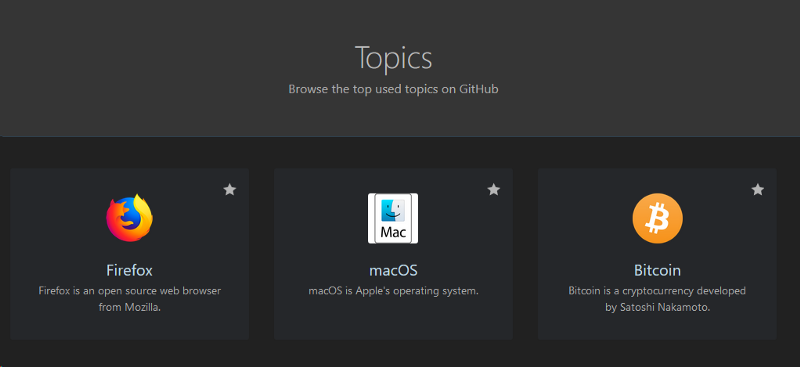 Topics
Browse the top used topics on GitHub
Mac
Firefox
Firefox is an open source web browser
from Mozilla.
macOS
macOS is Apple's operating system.
Bitcoin
Bitcoin is a cryptocurrency developed
by Satoshi Nakamoto.